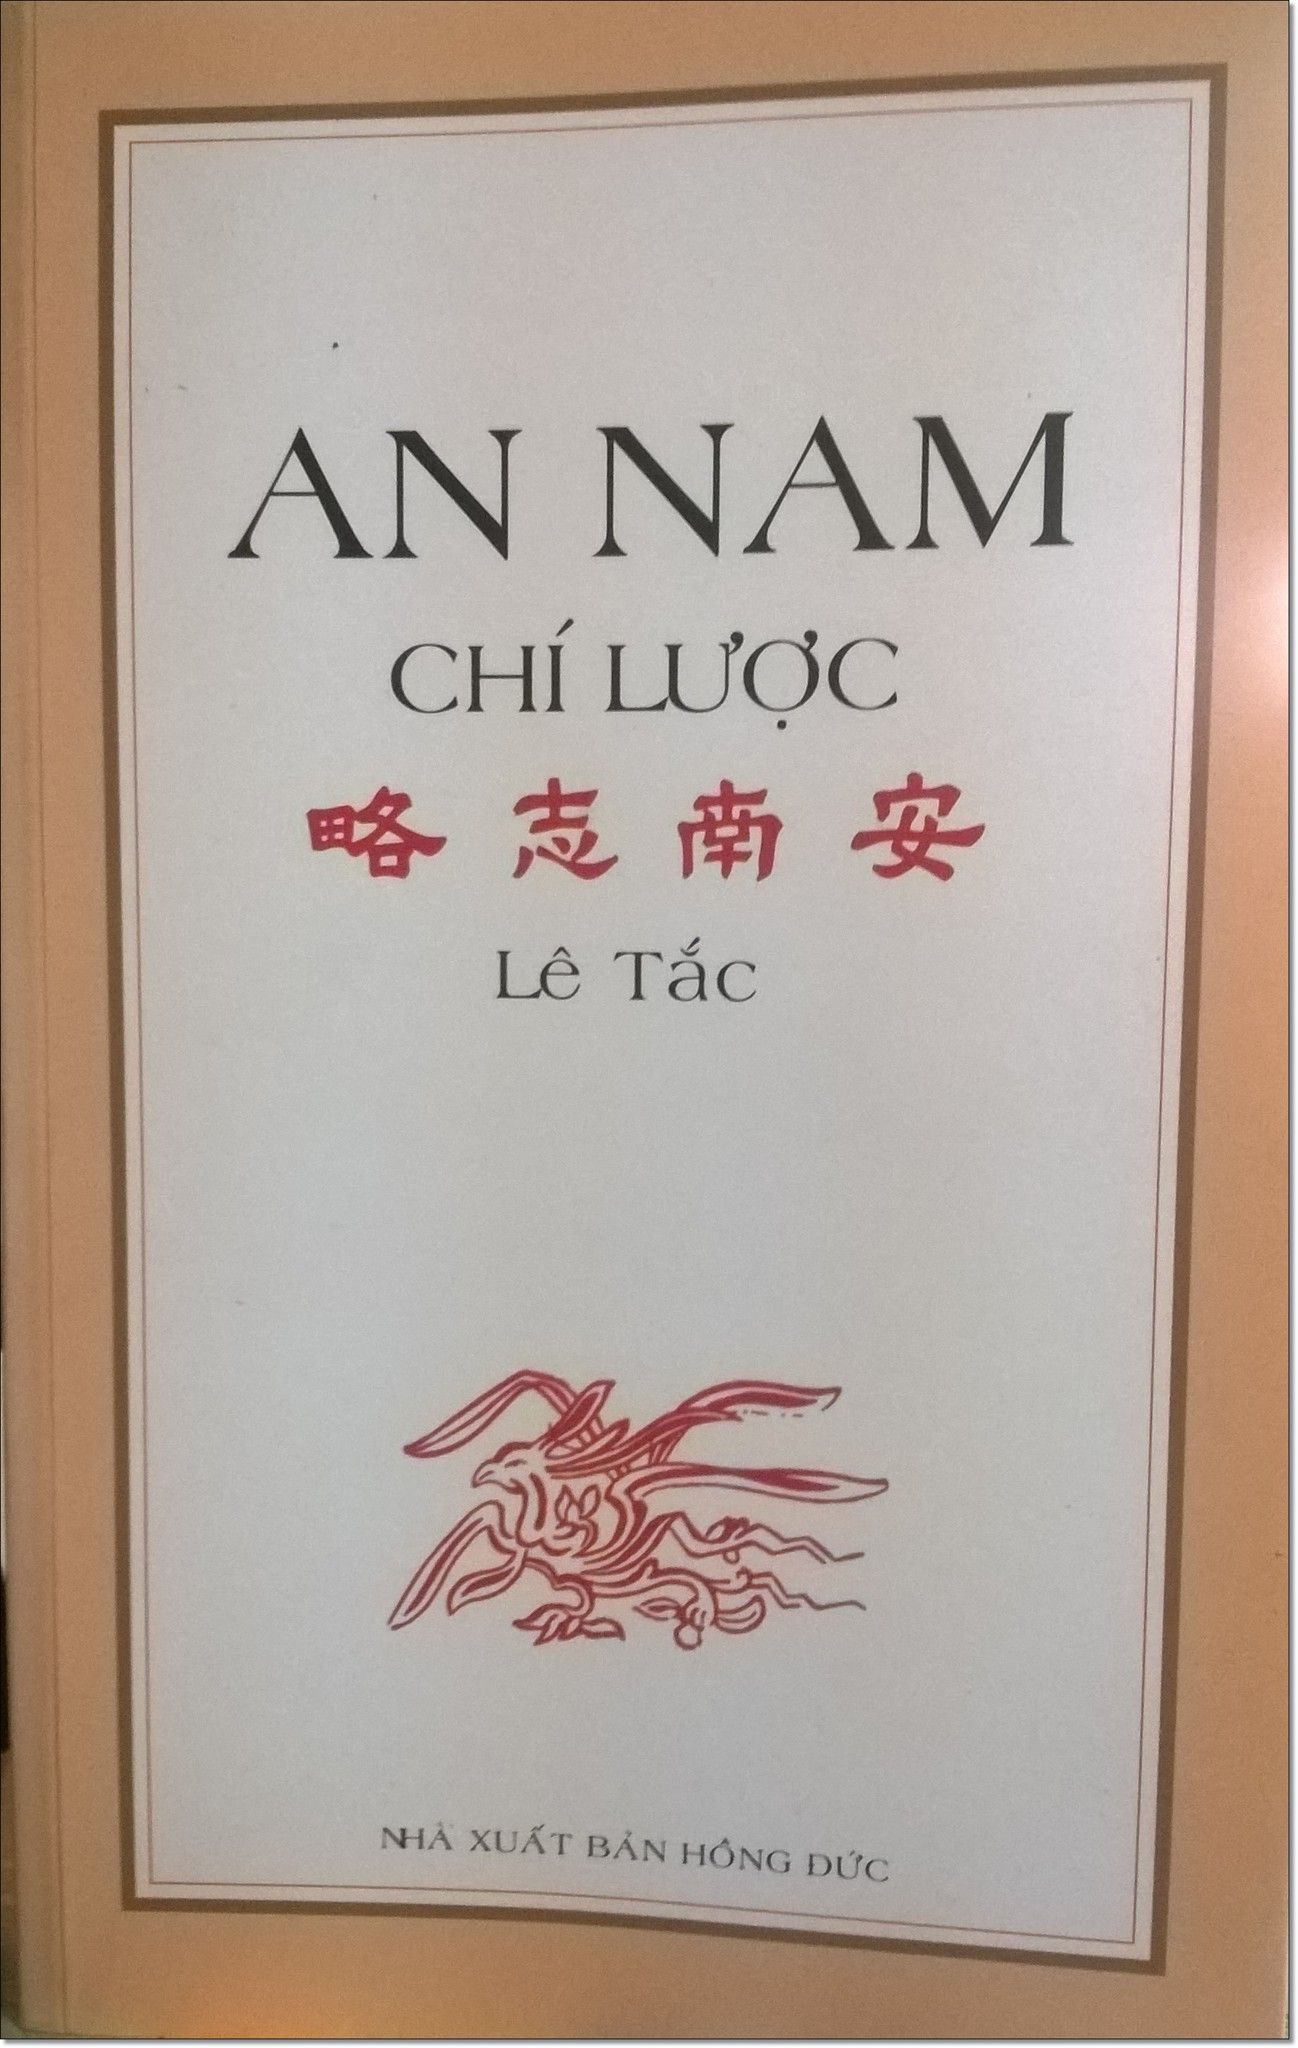 AN NAM
CHÍ LƯỢC
略志南安
Lê Tắc
NHÀ XUẤT BẢN HỒNG ĐỨC